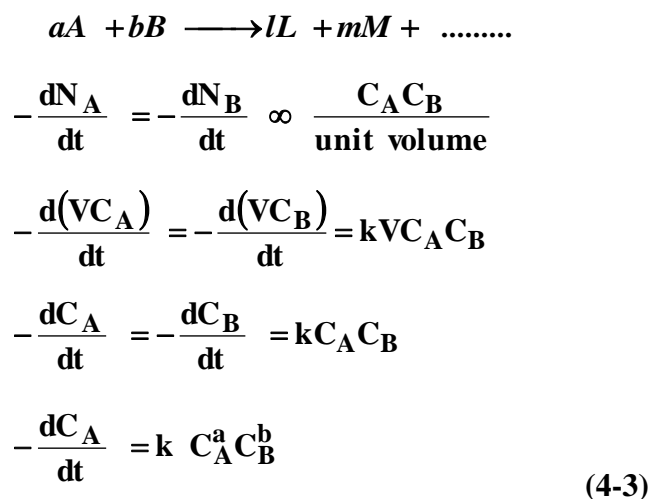 aA + bB ⟶ lL + mM + .........
−dN_A/dt = −dN_B/dt ∞ C_A C_B/unit volume
−d(VC_A)/dt = −d(VC_B)/dt = kVC_A C_B
−dC_A/dt = −dC_B/dt = kC_A C_B
−dC_A/dt = k C_A^a C_B^b
(4-3)